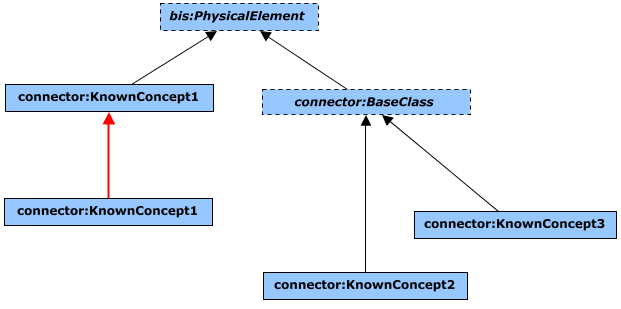 bis:PhysicalElement
connector:KnownConcept1
connector:BaseClass
connector:KnownConcept1
connector:KnownConcept3
connector:KnownConcept2